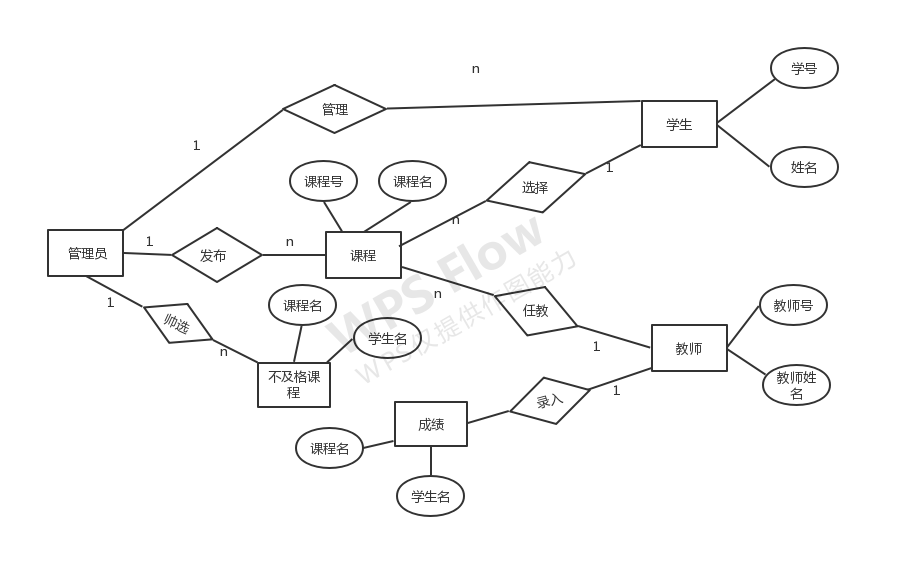 n
学号
管理
学生
1
姓名
课程号
课程名
选择
1
n
管理员
1
发布
n
课程
WPS Flow
WPS仅提供作图能力
1
帅选
n
课程名
学生名
n
任教
1
教师号
教师
不及格课
程
教师姓
名
录入
1
成绩
课程名
学生名